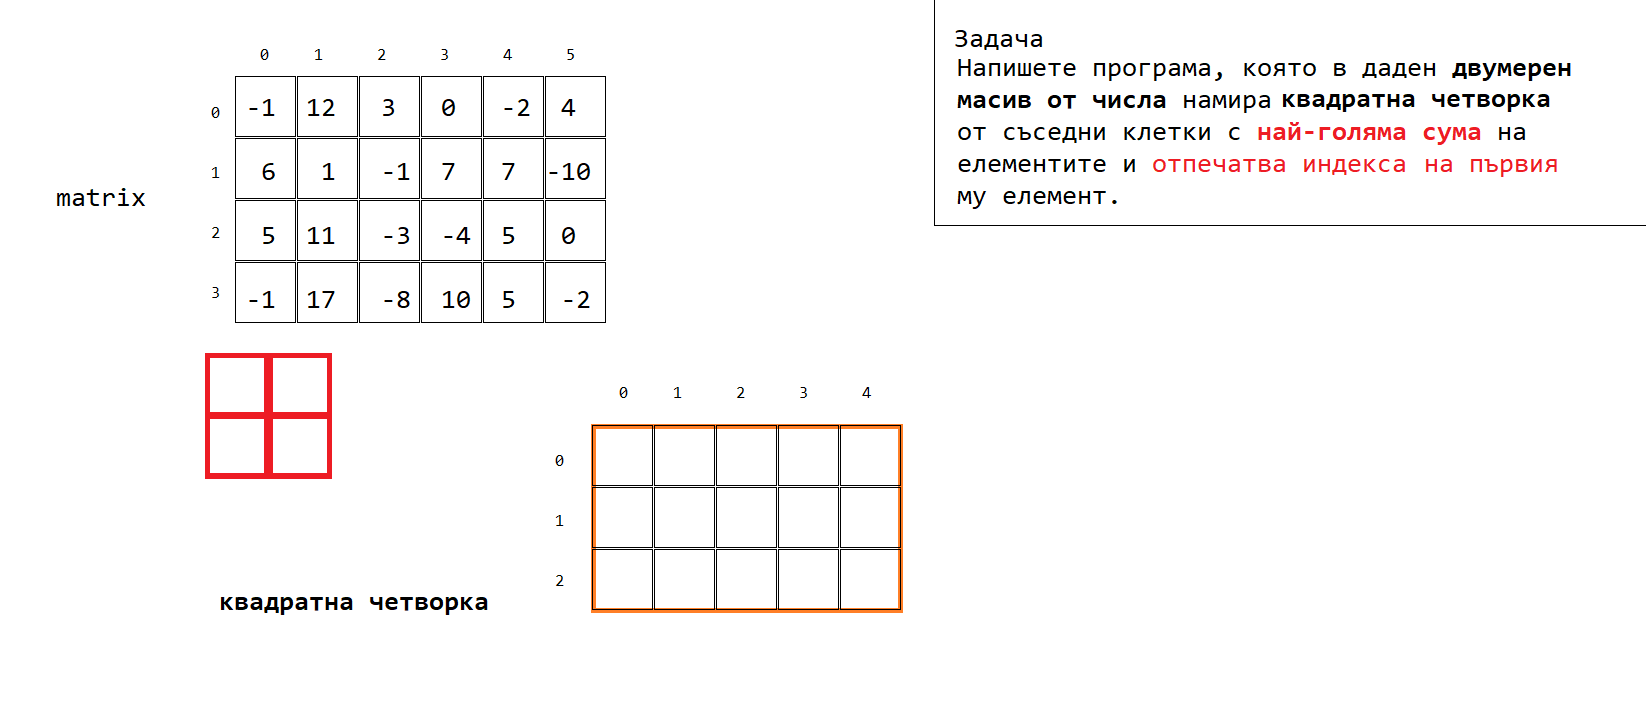 Задача
Напишете програма, която в даден двумерен
масив от числа намира квадратна четворка
от съседни клетки с най-голяма сума на
елементите и отпечатва индекса на първия
му елемент.
matrix
0 1 2 3 4 5
0 -1 12 3 0 -2 4
1 6 1 -1 7 7 -10
2 5 11 -3 -4 5 0
3 -1 17 -8 10 5 -2
0 1 2 3 4
0
1
2
квадратна четворка